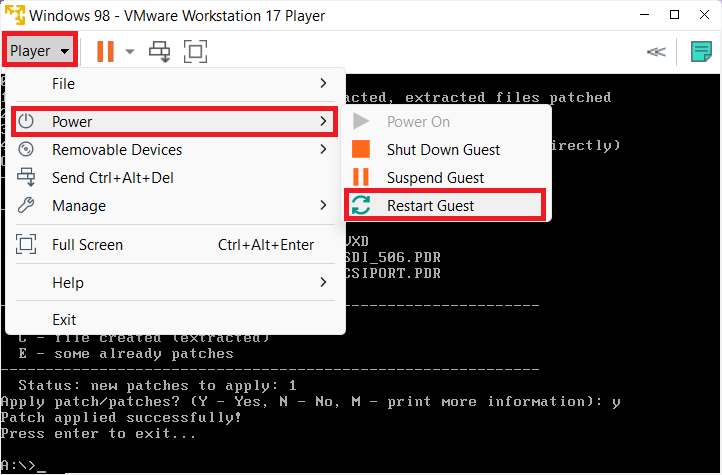 Windows 98 - VMware Workstation 17 Player
Player
File
Power
Removable Devices
Send Ctrl+Alt+Del
Manage
Full Screen Ctrl+Alt+Enter
Help
Exit
Power On
Shut Down Guest
Suspend Guest
Restart Guest
acted, extracted files patched
irectly)
VXD
SDI_506.PDR
CSIPORT.PDR
C - file created (extracted)
E - some already patches
------------------------------------------------------------
Status: new patches to apply: 1
Apply patch/patches? (Y - Yes, N - No, M - print more information): y
Patch applied successfully!
Press enter to exit...
A:\>_